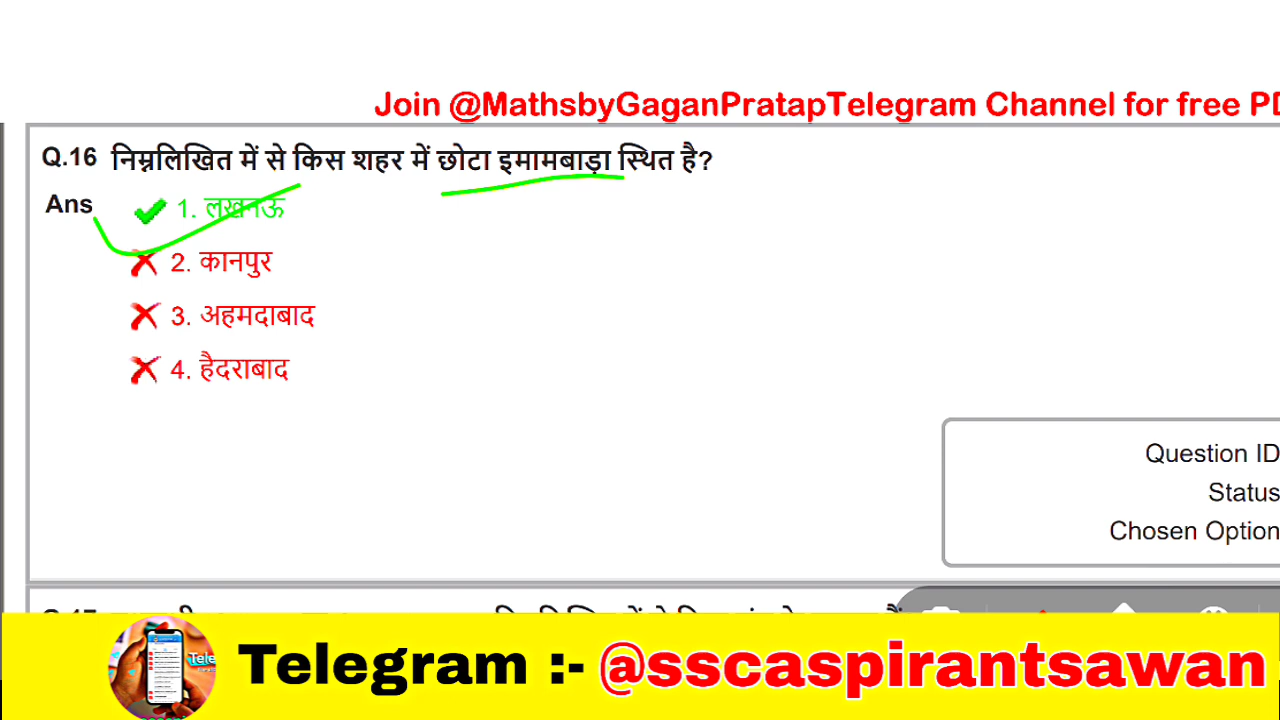 Join @MathsbyGaganPratapTelegram Channel for free PD
Q.16 निम्नलिखित में से किस शहर में छोटा इमामबाड़ा स्थित है?
Ans 1. लखनऊ
2. कानपुर
3. अहमदाबाद
4. हैदराबाद
Question ID
Status
Chosen Option
Telegram :- @sscaspirantsawan